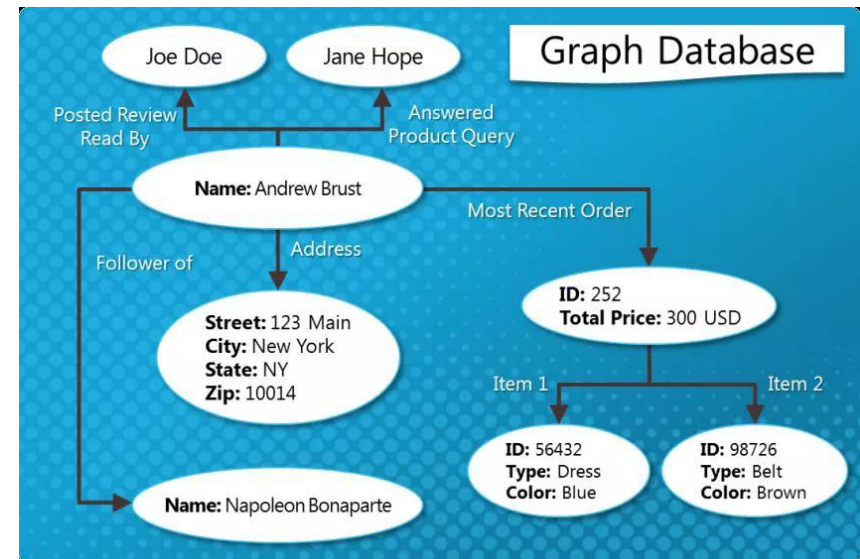 Graph Database
Joe Doe
Jane Hope
Posted Review
Read By
Answered
Product Query
Name: Andrew Brust
Most Recent Order
Follower of
Address
ID: 252
Total Price: 300 USD
Street: 123 Main
City: New York
State: NY
Zip: 10014
Item 1
Item 2
ID: 56432
Type: Dress
Color: Blue
ID: 98726
Type: Belt
Color: Brown
Name: Napoleon Bonaparte